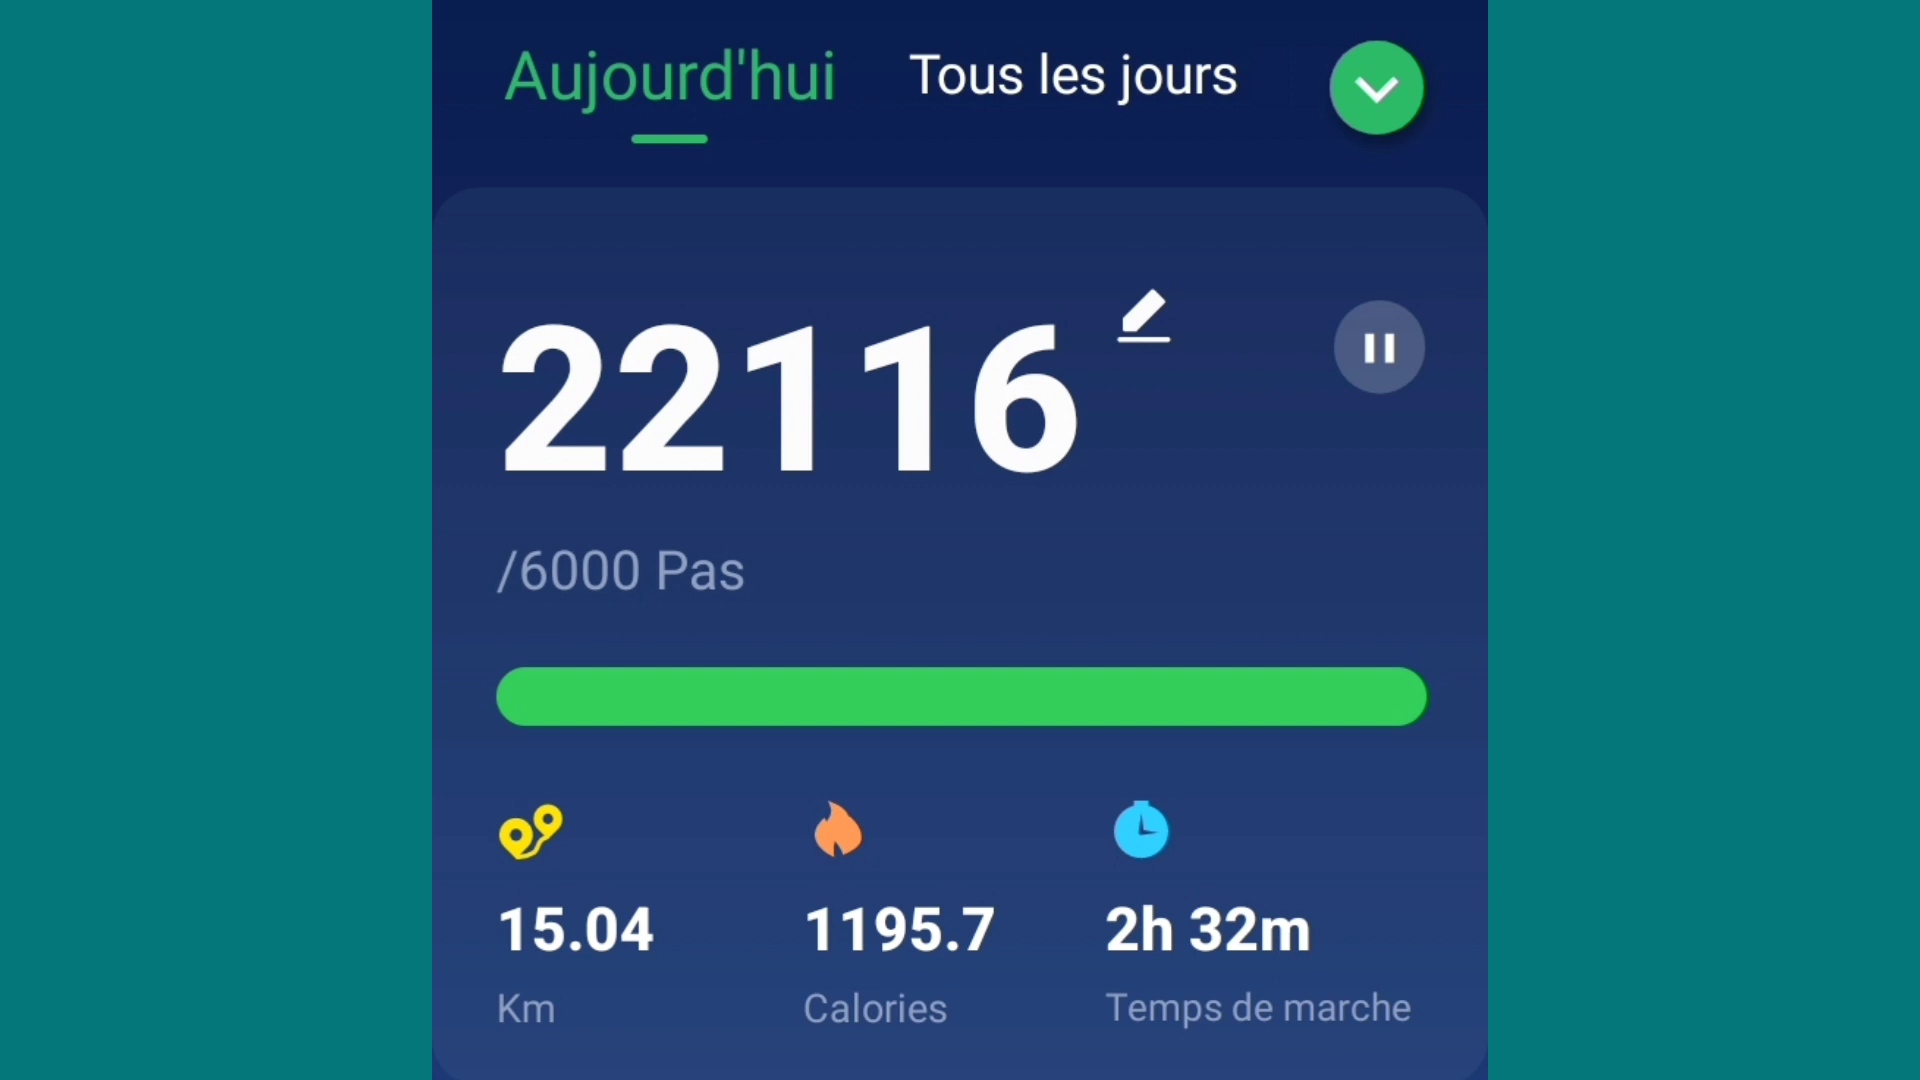 Aujourd'hui Tous les jours
22116
/6000 Pas
15.04 1195.7 2h 32m
Km Calories Temps de marche